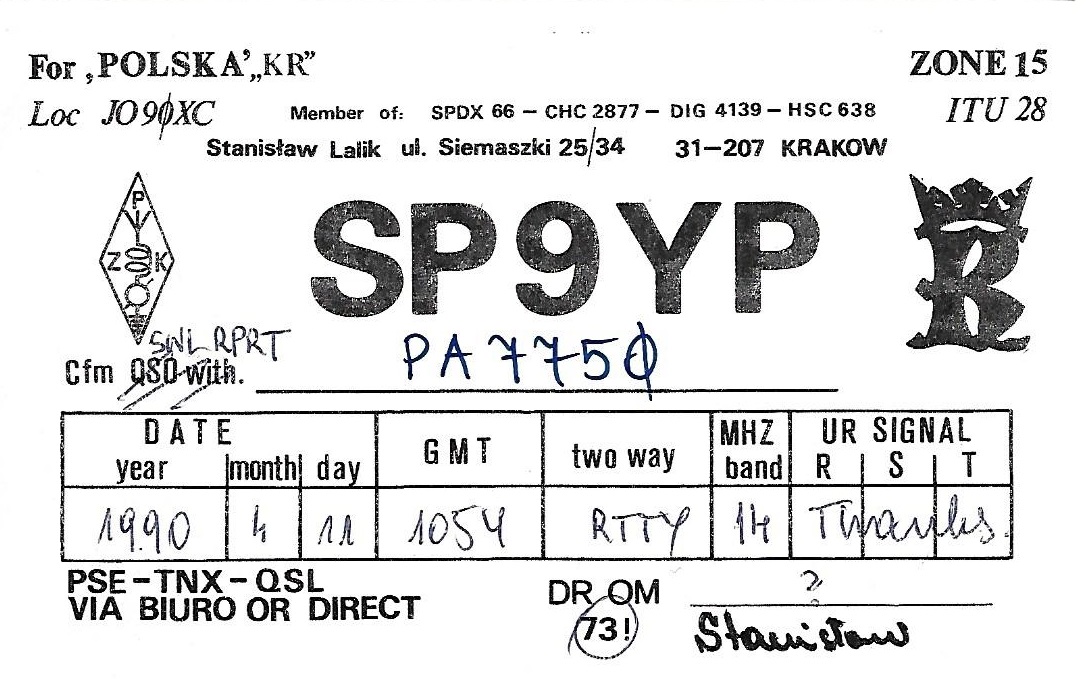 For ‚POLSKA’„KR” ZONE 15
Loc JO90XC Member of: SPDX 66 – CHC 2877 – DIG 4139 – HSC 638 ITU 28
Stanisław Lalik ul. Siemaszki 25/34 31–207 KRAKOW
P
Z K
SP9YP
R
SWL RPRT
Cfm QSO with. PA7750
DATE GMT two way MHZ band UR SIGNAL
year month day R S T
1990 4 11 1054 RTTY 14 Thanks.
PSE–TNX–QSL DR OM ?
VIA BIURO OR DIRECT 73! Stanisław